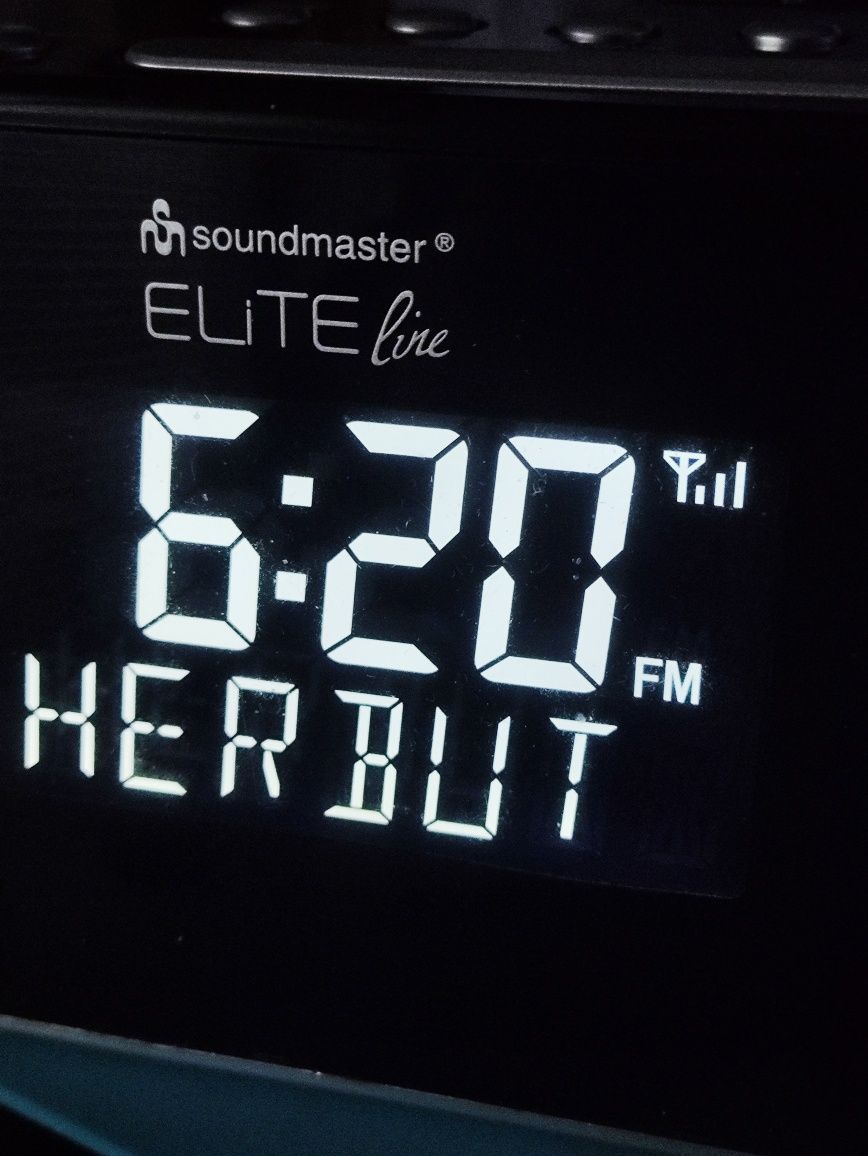 soundmaster®
ELiTE line
6:20
FM
HERBUT